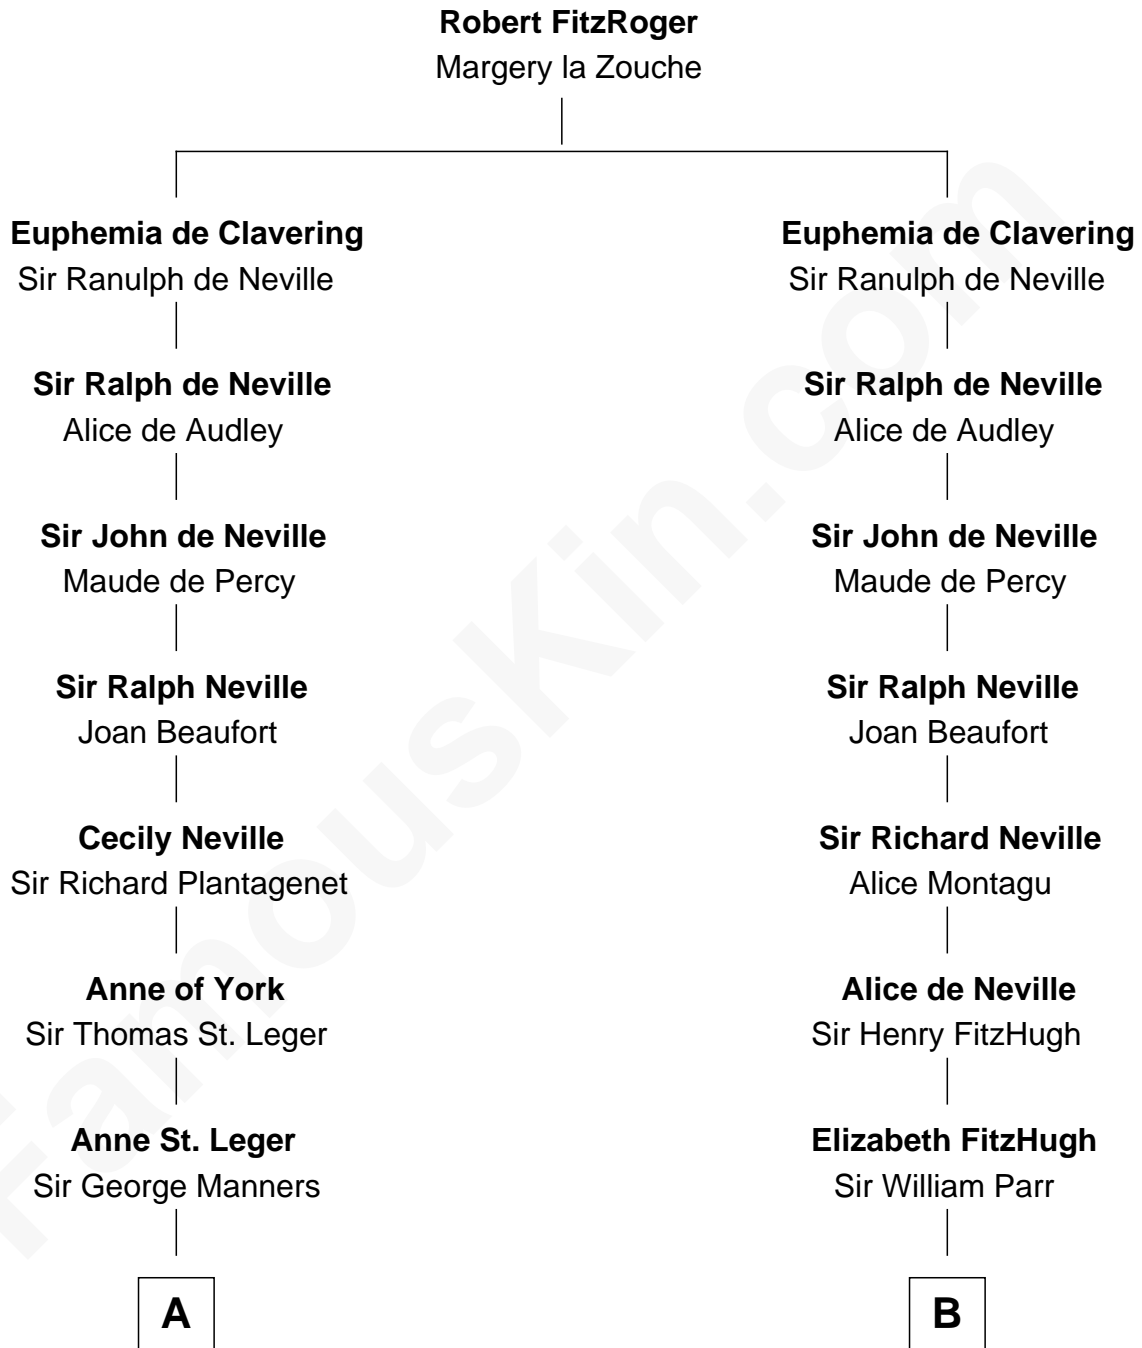 Robert FitzRoger
Margery la Zouche
Euphemia de Clavering
Sir Ranulph de Neville
Sir Ralph de Neville
Alice de Audley
Sir John de Neville
Maude de Percy
Sir Ralph Neville
Joan Beaufort
Cecily Neville
Sir Richard Plantagenet
Anne of York
Sir Thomas St. Leger
Anne St. Leger
Sir George Manners
A
Euphemia de Clavering
Sir Ranulph de Neville
Sir Ralph de Neville
Alice de Audley
Sir John de Neville
Maude de Percy
Sir Ralph Neville
Joan Beaufort
Sir Richard Neville
Alice Montagu
Alice de Neville
Sir Henry FitzHugh
Elizabeth FitzHugh
Sir William Parr
B
FamousKin.com